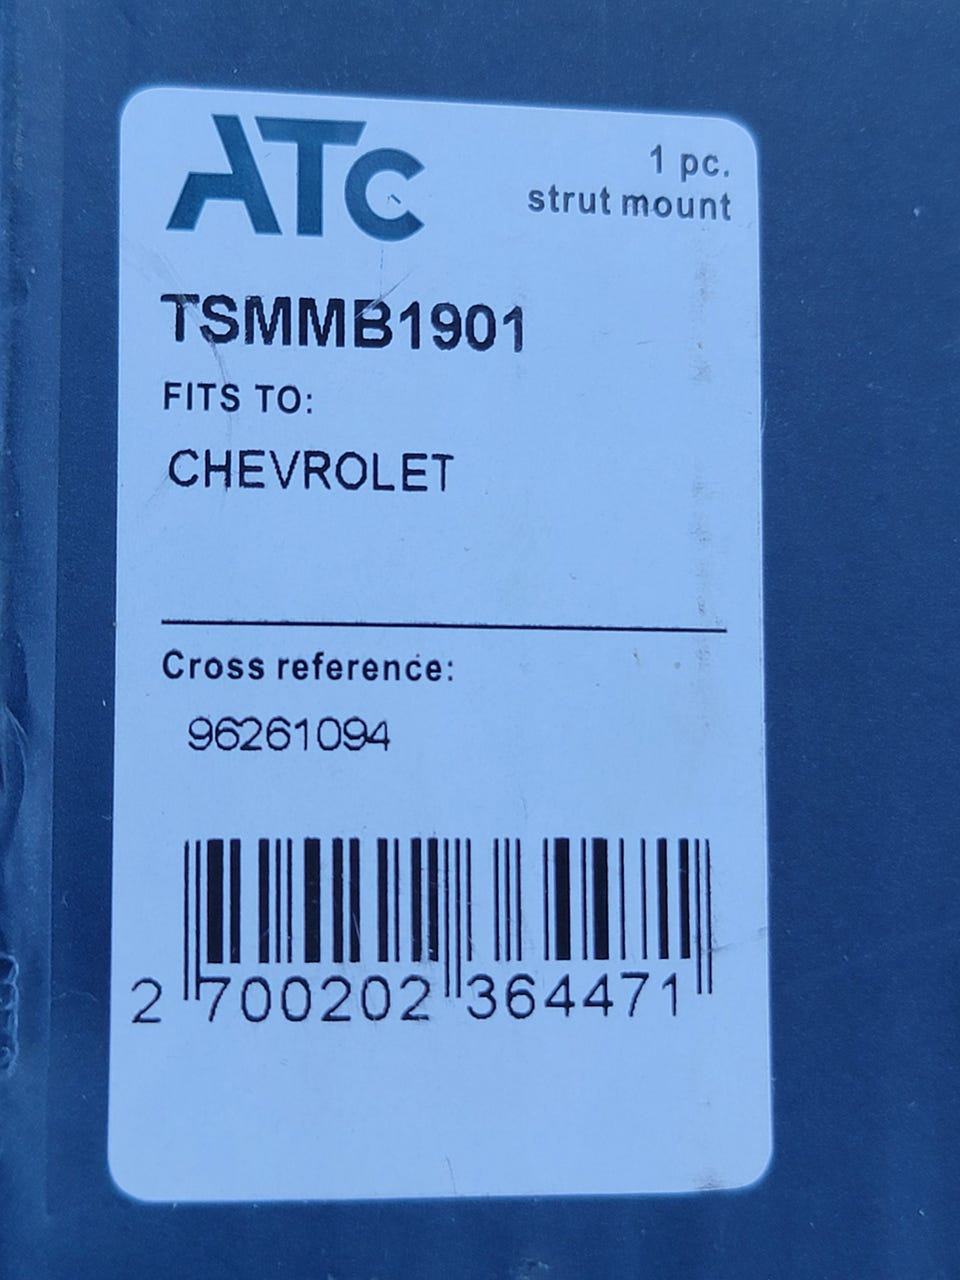 ATC
1 pc.
strut mount
TSMMB1901
FITS TO:
CHEVROLET
Cross reference:
96261094
2 700202 364471